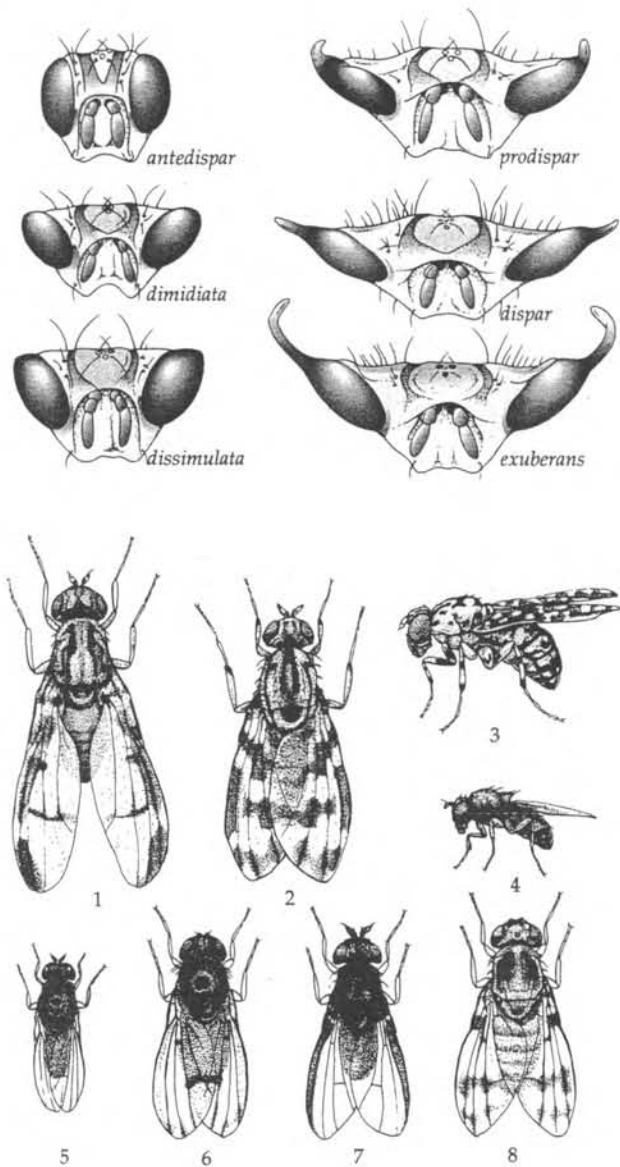 antedispar
prodispar
dimidiata
dispar
dissimulata
exuberans
3
1
2
4
5
6
7
8